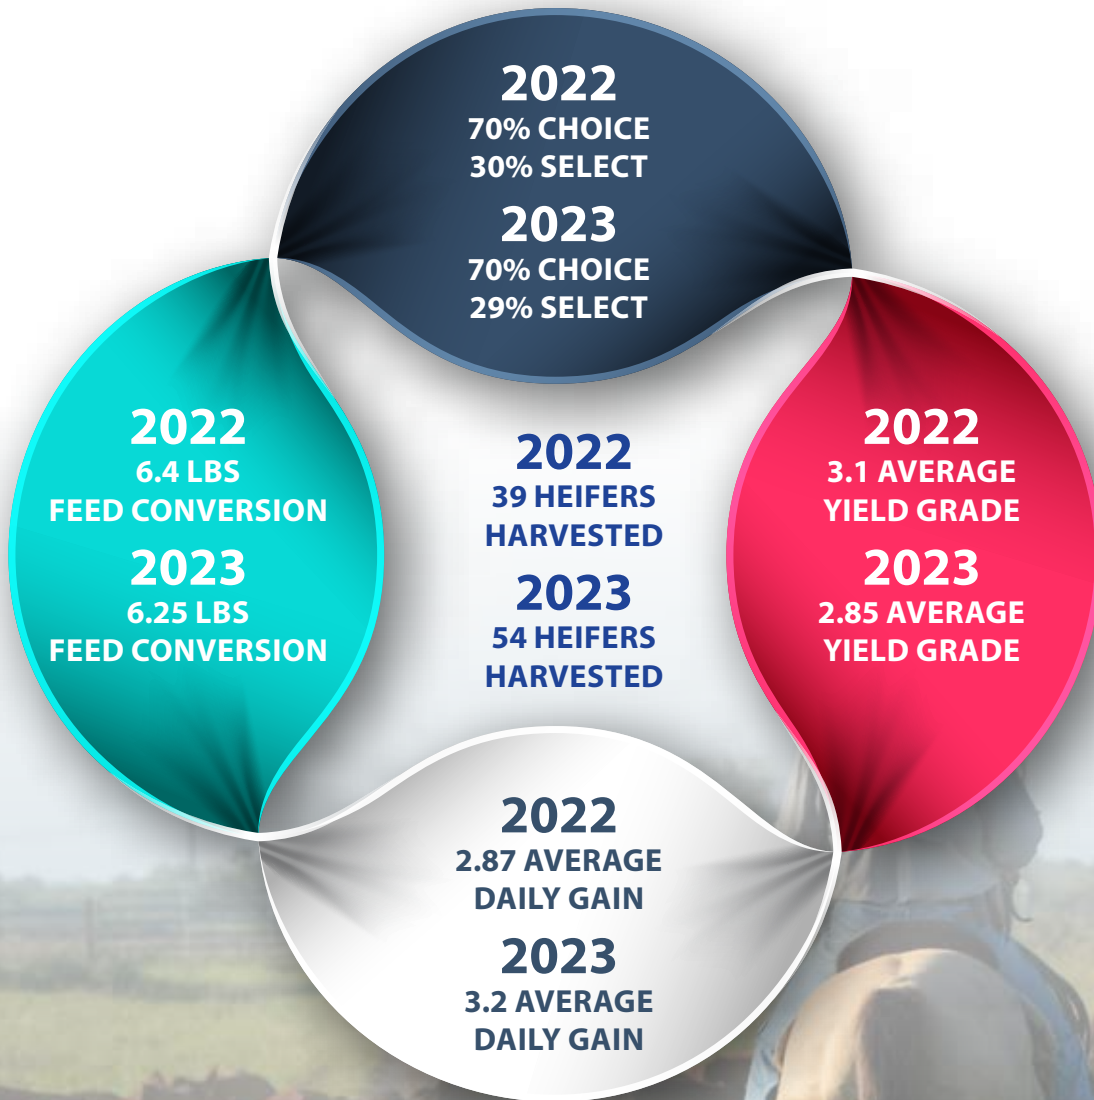 2022
70% CHOICE
30% SELECT
2023
70% CHOICE
29% SELECT
2022
6.4 LBS
FEED CONVERSION
2023
6.25 LBS
FEED CONVERSION
2022
39 HEIFERS
HARVESTED
2023
54 HEIFERS
HARVESTED
2022
3.1 AVERAGE
YIELD GRADE
2023
2.85 AVERAGE
YIELD GRADE
2022
2.87 AVERAGE
DAILY GAIN
2023
3.2 AVERAGE
DAILY GAIN